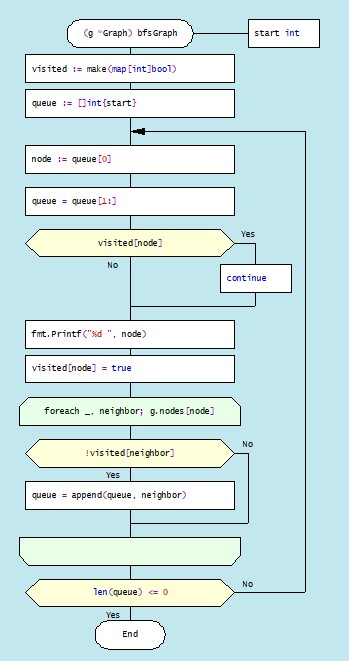 (g *Graph) bfsGraph
start int
visited := make(map[int]bool)
queue := []int{start}
node := queue[0]
queue = queue[1:]
visited[node]
Yes
No
continue
fmt.Printf("%d ", node)
visited[node] = true
foreach _, neighbor; g.nodes[node]
!visited[neighbor]
No
Yes
queue = append(queue, neighbor)
len(queue) <= 0
No
Yes
End